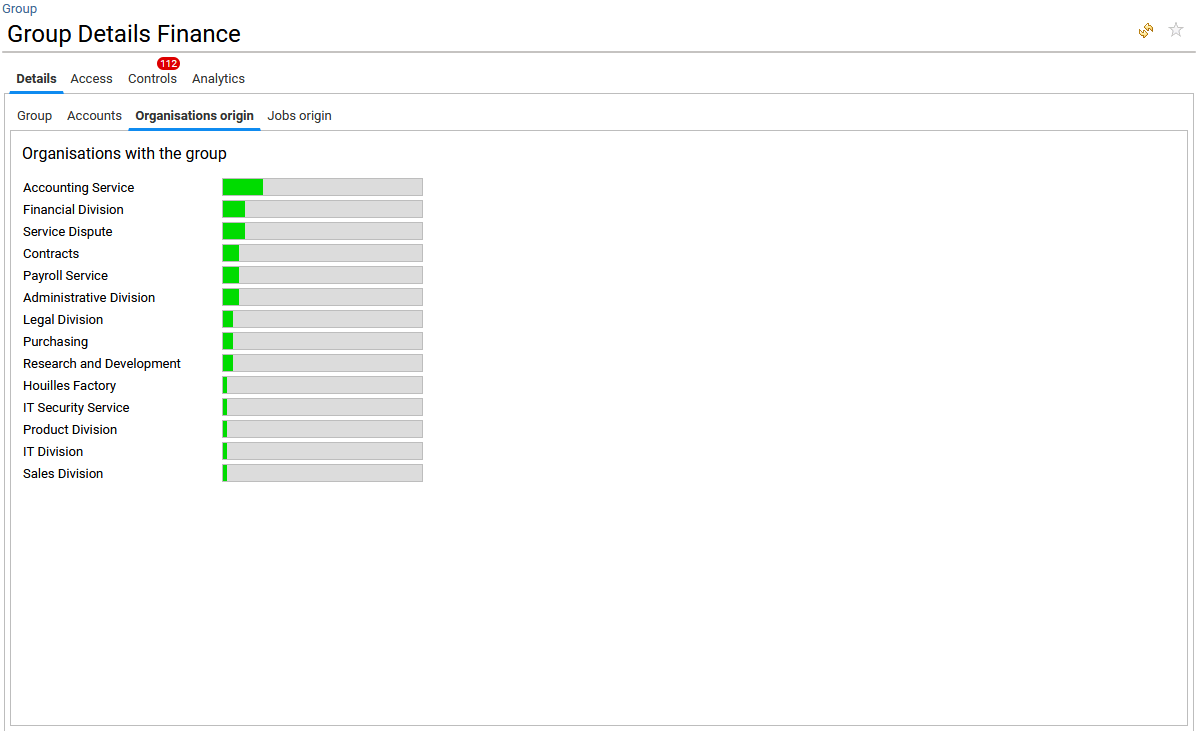 Group
Group Details Finance
112
Details Access Controls Analytics
Group Accounts Organisations origin Jobs origin
Organisations with the group
Accounting Service
Financial Division
Service Dispute
Contracts
Payroll Service
Administrative Division
Legal Division
Purchasing
Research and Development
Houilles Factory
IT Security Service
Product Division
IT Division
Sales Division